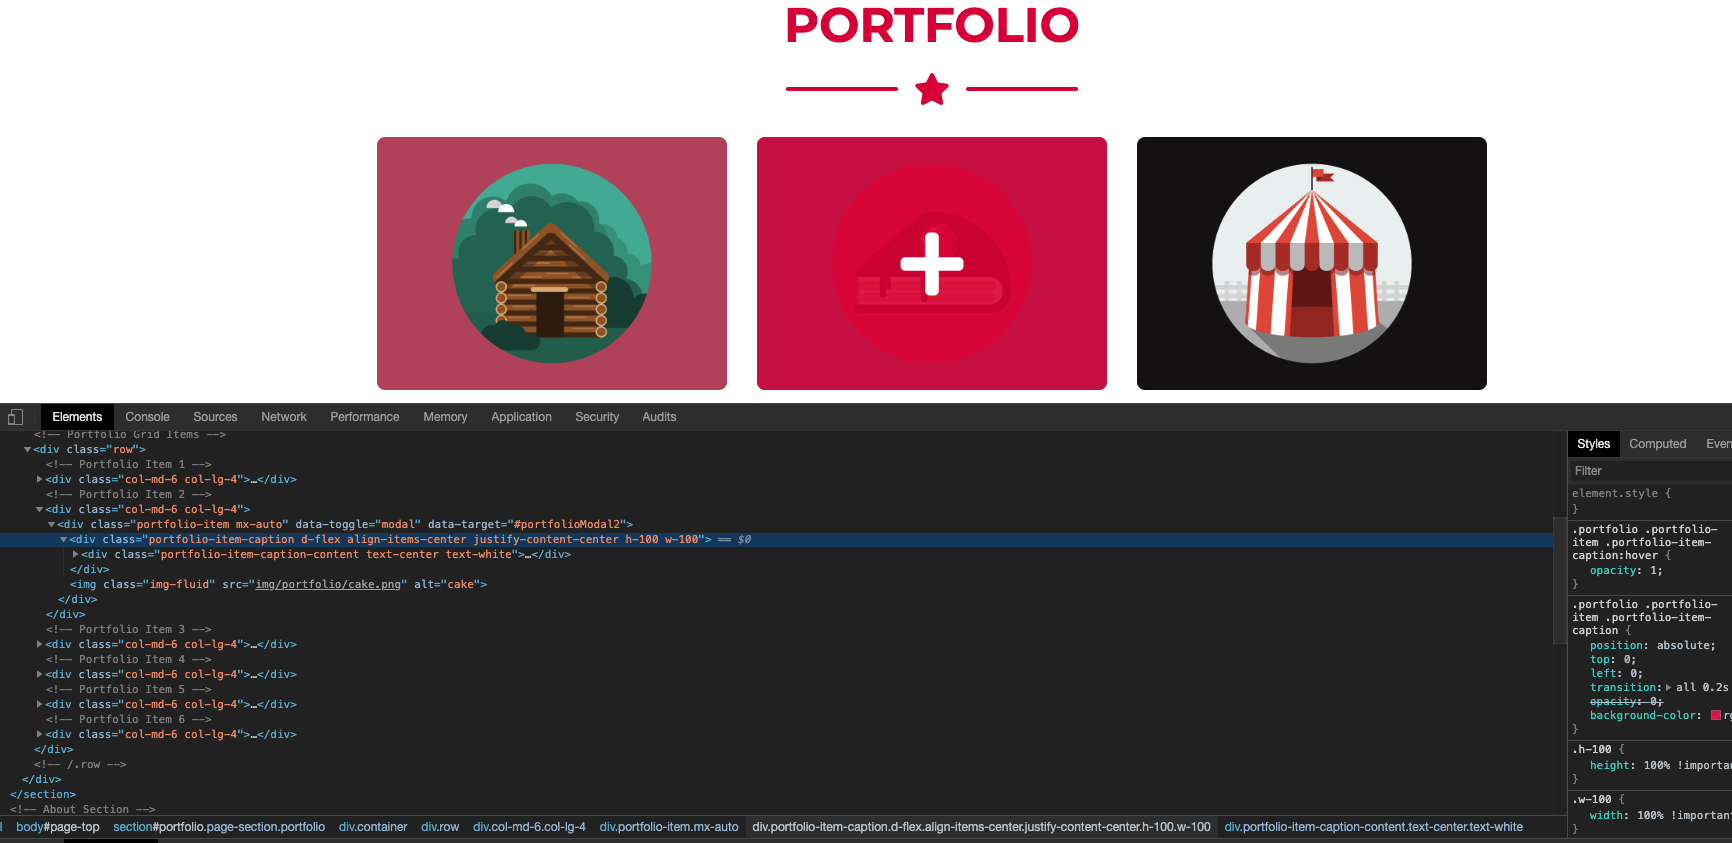 PORTFOLIO
Elements Console Sources Network Performance Memory Application Security Audits
<!-- Portfolio Grid Items -->
<div class="row">
<!-- Portfolio Item 1 -->
<div class="col-md-6 col-lg-4">…</div>
<!-- Portfolio Item 2 -->
<div class="col-md-6 col-lg-4">
<div class="portfolio-item mx-auto" data-toggle="modal" data-target="#portfolioModal2">
<div class="portfolio-item-caption d-flex align-items-center justify-content-center h-100 w-100"> == $0
<div class="portfolio-item-caption-content text-center text-white">…</div>
</div>
<img class="img-fluid" src="img/portfolio/cake.png" alt="cake">
</div>
</div>
<!-- Portfolio Item 3 -->
<div class="col-md-6 col-lg-4">…</div>
<!-- Portfolio Item 4 -->
<div class="col-md-6 col-lg-4">…</div>
<!-- Portfolio Item 5 -->
<div class="col-md-6 col-lg-4">…</div>
<!-- Portfolio Item 6 -->
<div class="col-md-6 col-lg-4">…</div>
</div>
<!-- /.row -->
</div>
</section>
<!-- About Section -->
body#page-top section#portfolio.page-section.portfolio div.container div.row div.col-md-6.col-lg-4 div.portfolio-item.mx-auto div.portfolio-item-caption.d-flex.align-items-center.justify-content-center.h-100.w-100 div.portfolio-item-caption-content.text-center.text-white
Styles Computed Even
Filter
element.style {
}
.portfolio .portfolio-
item .portfolio-item-
caption:hover {
opacity: 1;
}
.portfolio .portfolio-
item .portfolio-item-
caption {
position: absolute;
top: 0;
left: 0;
transition: all 0.2s
opacity: 0;
background-color: rg
}
.h-100 {
height: 100% !importan
}
.w-100 {
width: 100% !important
}